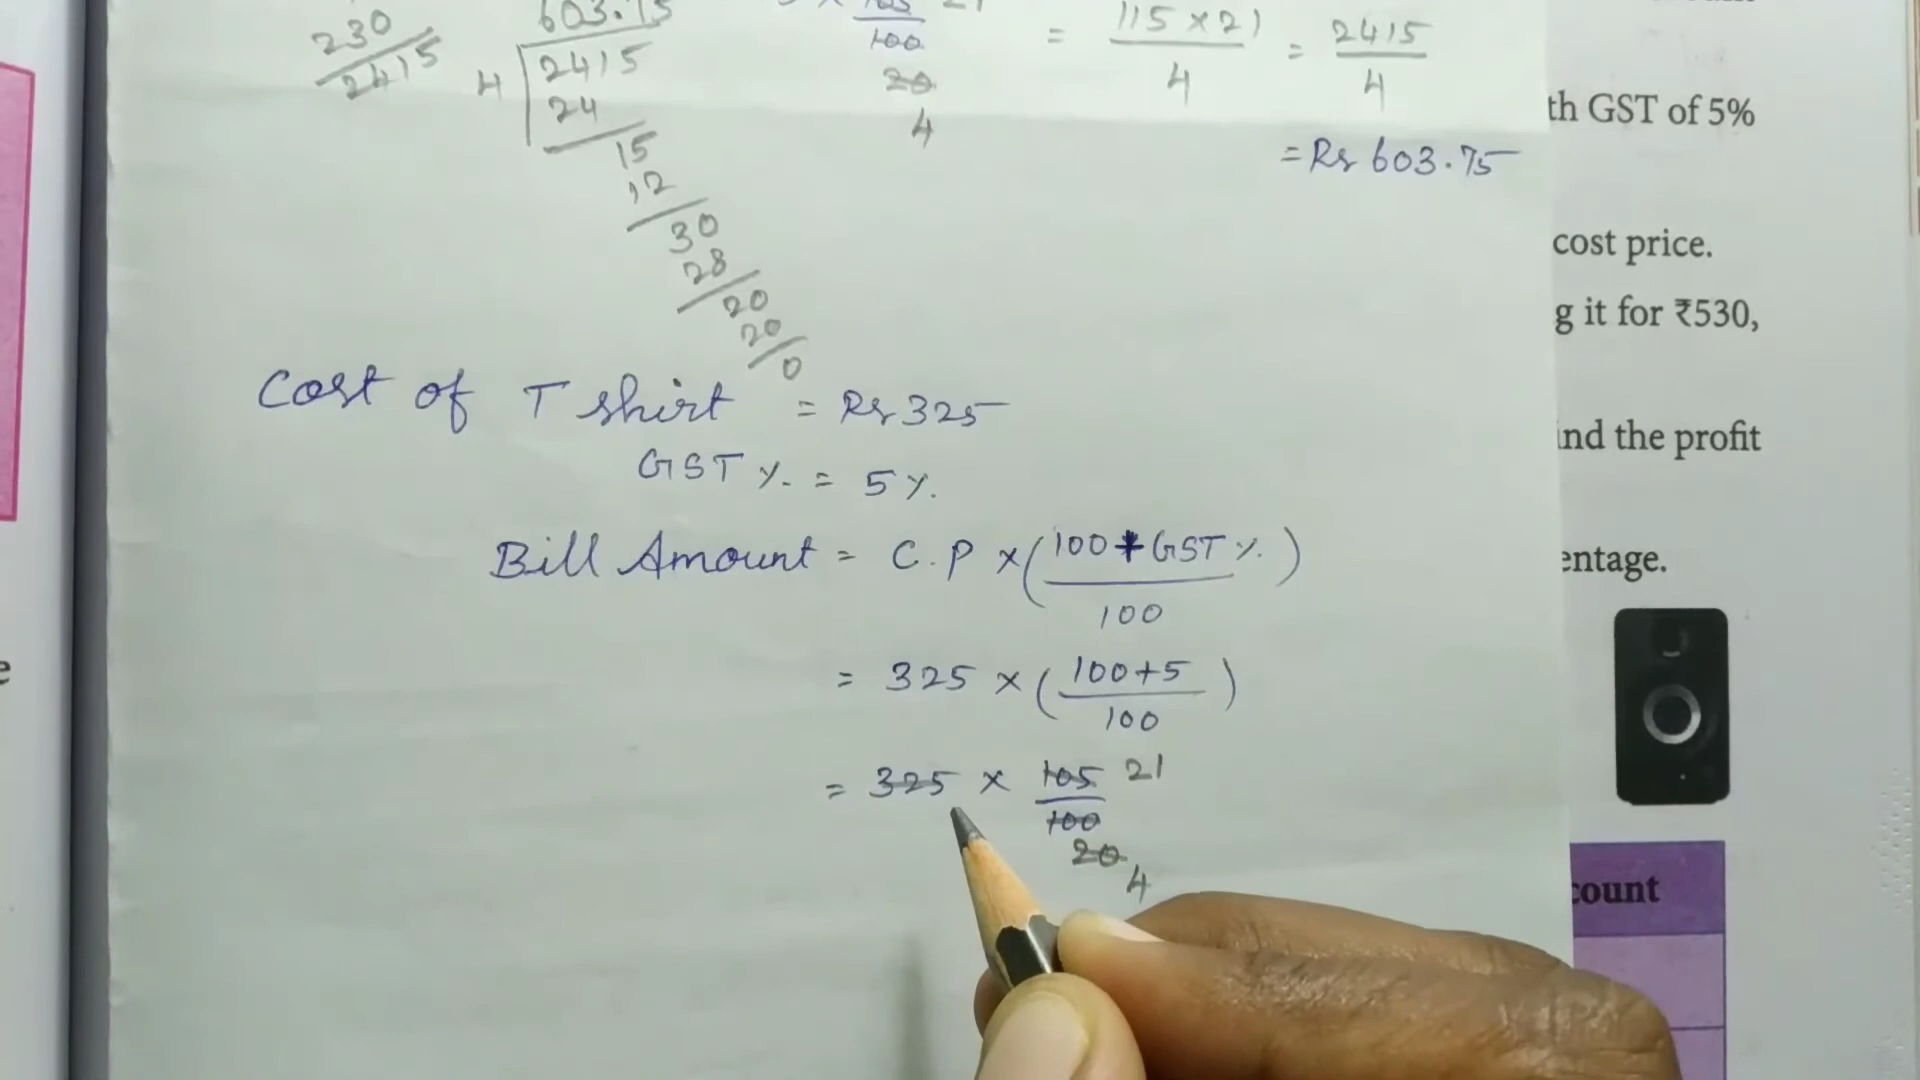 230
2415
603.75
4 2415
24
15
12
30
28
20
20
0
105 21
100
20
4
= 115 × 21 / 4 = 2415 / 4
= Rs 603.75
Cost of T shirt = Rs 325
GST % = 5 %.
Bill Amount = C.P × ( 100 + GST % / 100 )
= 325 × ( 100+5 / 100 )
= 325 × 105 / 100 21
20
4
th GST of 5%
cost price.
g it for ₹530,
ind the profit
entage.
count
e